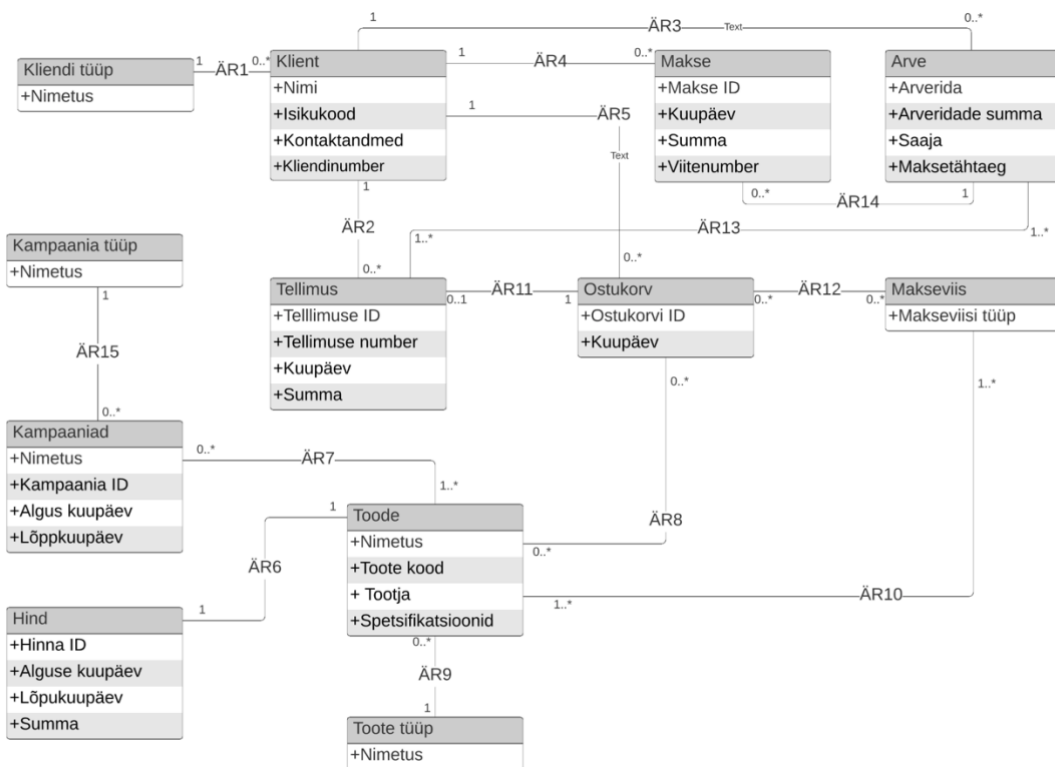 1
ÄR3
Text
0..*
Kliendi tüüp
+Nimetus
1
ÄR1
0..*
Klient
+Nimi
+Isikukood
+Kontaktandmed
+Kliendinumber
1
ÄR4
0..*
1
ÄR5
Text
0..*
Makse
+Makse ID
+Kuupäev
+Summa
+Viitenumber
Arve
+Arverida
+Arveridade summa
+Saaja
+Maksetähtaeg
0..*
ÄR14
1
1
ÄR2
0..*
1..*
ÄR13
1..*
Kampaania tüüp
+Nimetus
1
ÄR15
0..*
Tellimus
+Telllimuse ID
+Tellimuse number
+Kuupäev
+Summa
0..1
ÄR11
1
Ostukorv
+Ostukorvi ID
+Kuupäev
0..*
ÄR12
0..*
Makseviis
+Makseviisi tüüp
0..*
1..*
Kampaaniad
+Nimetus
+Kampaania ID
+Algus kuupäev
+Lõppkuupäev
0..*
ÄR7
1..*
1
ÄR6
1
Toode
+Nimetus
+Toote kood
+ Tootja
+Spetsifikatsioonid
ÄR8
0..*
1..*
ÄR10
Hind
+Hinna ID
+Alguse kuupäev
+Lõpukuupäev
+Summa
0..*
ÄR9
1
Toote tüüp
+Nimetus